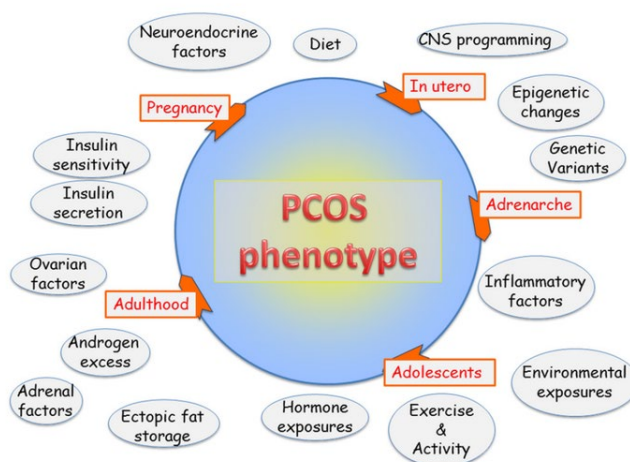 Neuroendocrine
factors
Diet
CNS programming
Pregnancy
In utero
Epigenetic
changes
Insulin
sensitivity
Genetic
Variants
Insulin
secretion
PCOS
phenotype
Adrenarche
Ovarian
factors
Adulthood
Inflammatory
factors
Androgen
excess
Adolescents
Environmental
exposures
Adrenal
factors
Ectopic fat
storage
Hormone
exposures
Exercise
&
Activity